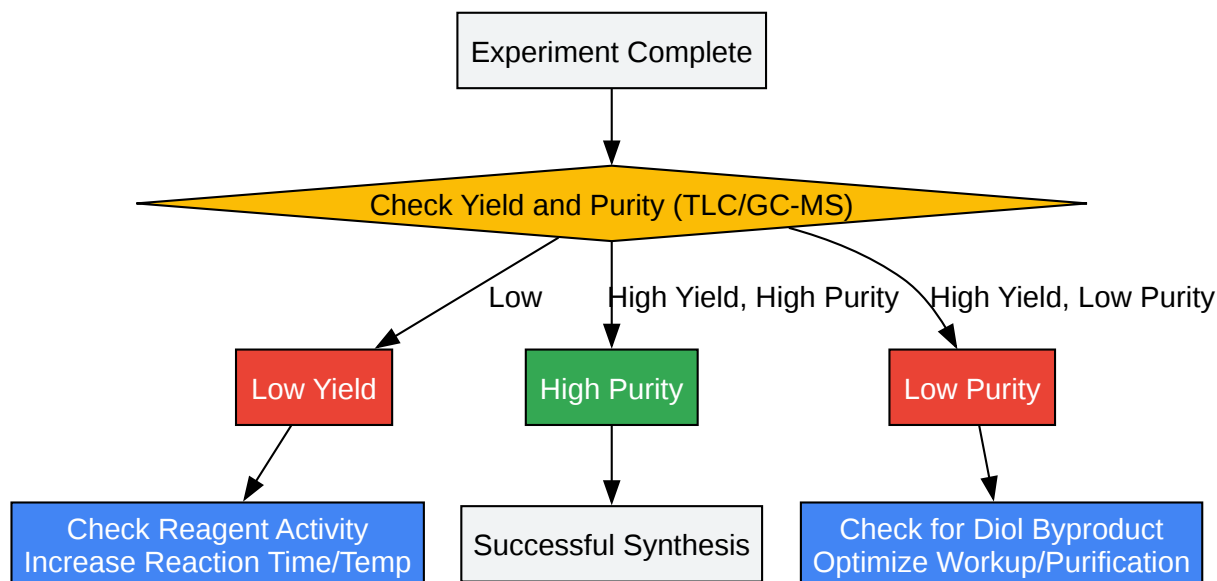 Experiment Complete
Check Yield and Purity (TLC/GC-MS)
Low
High Yield, High Purity
High Yield, Low Purity
Low Yield
High Purity
Low Purity
Check Reagent Activity
Increase Reaction Time/Temp
Successful Synthesis
Check for Diol Byproduct
Optimize Workup/Purification